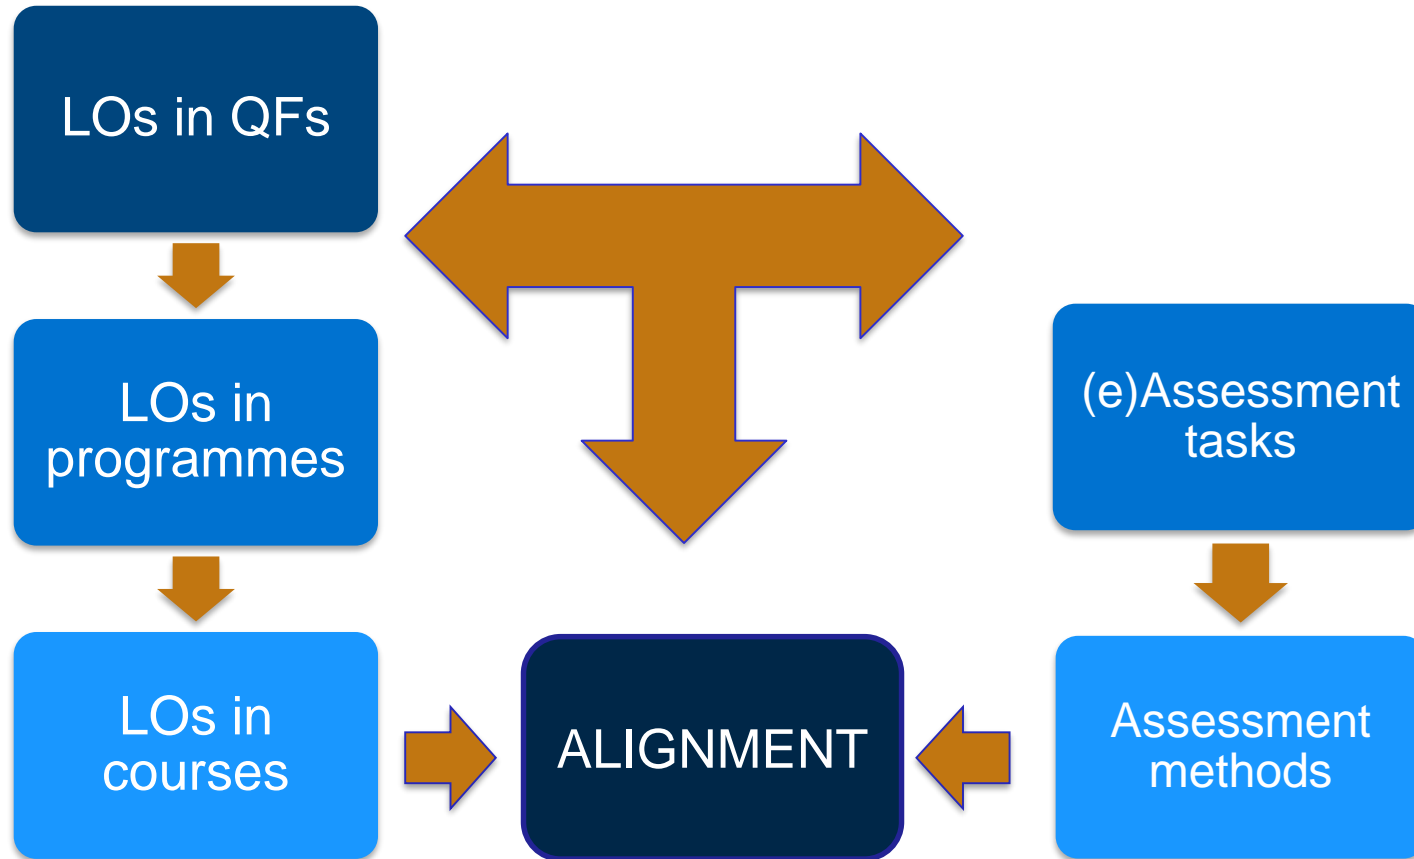 LOs in QFs
LOs in
programmes
LOs in
courses
ALIGNMENT
(e)Assessment
tasks
Assessment
methods